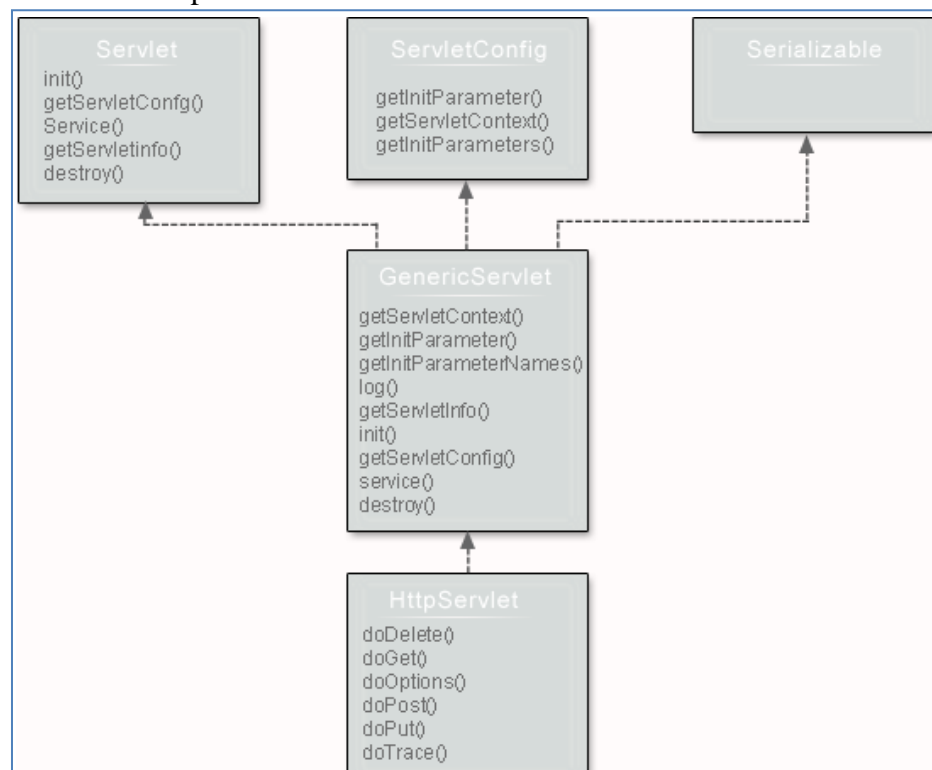 Servlet
init()
getServletConfg()
Service()
getServletinfo()
destroy()
ServletConfig
getInitParameter()
getServletContext()
getInitParameters()
Serializable
GenericServlet
getServletContext()
getInitParameter()
getInitParameterNames()
log()
getServletInfo()
init()
getServletConfig()
service()
destroy()
HttpServlet
doDelete()
doGet()
doOptions()
doPost()
doPut()
doTrace()